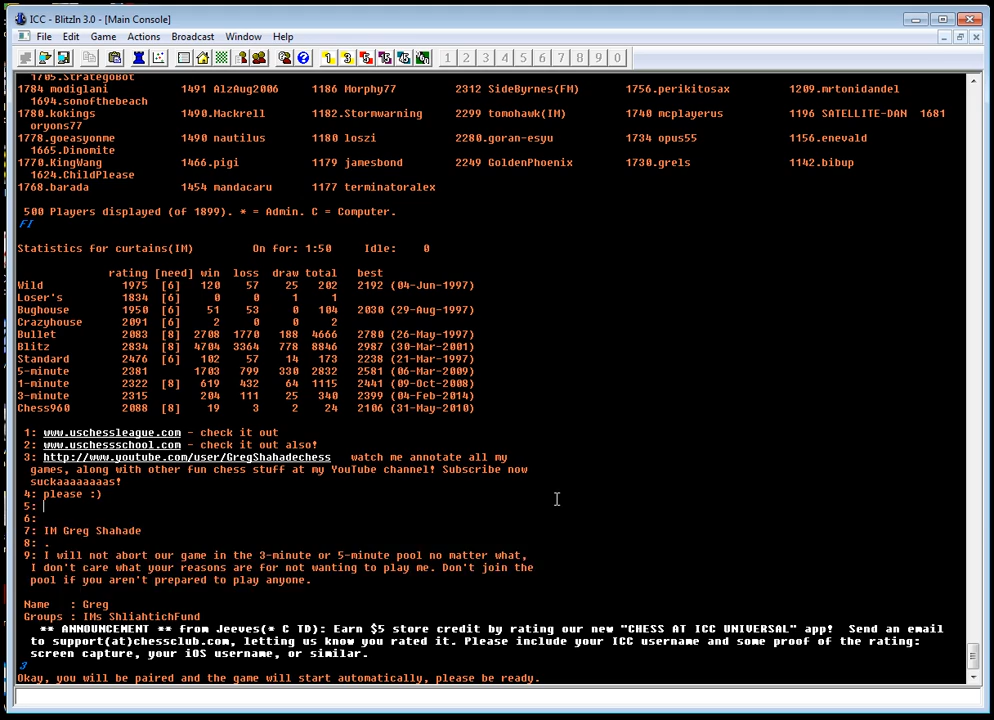 ICC - BlitzIn 3.0 - [Main Console]
File Edit Game Actions Broadcast Window Help
1 3 5 1 2 3 4 5 6 7 8 9 0
1705.StrategoBot
1784 modiglani 1491 AlzAug2006 1186 Morphy77 2312 SideByrnes(FM) 1756.perikitosax 1209.mrtonidandel
1694.sonofthebeach
1780.kokings 1490.Mackrell 1182.Stormwarning 2299 tomohawk(IM) 1740 mcplayerus 1196 SATELLITE-DAN 1681
oryons77
1778.goeasyonme 1490 nautilus 1180 loszi 2280.goran-esyu 1734 opus55 1156.enevald
1665.Dinomite
1770.KingWang 1466.pigi 1179 jamesbond 2249 GoldenPhoenix 1730.grels 1142.bibup
1624.ChildPlease
1768.barada 1454 mandacaru 1177 terminatoralex
500 Players displayed (of 1899). * = Admin. C = Computer.
FI
Statistics for curtains(IM) On for: 1:50 Idle: 0
rating [need] win loss draw total best
Wild 1975 [6] 120 57 25 202 2192 (04-Jun-1997)
Loser's 1834 [6] 0 0 1 1
Bughouse 1950 [6] 51 53 0 104 2030 (29-Aug-1997)
Crazyhouse 2091 [6] 2 0 0 2
Bullet 2083 [8] 2708 1770 188 4666 2780 (26-May-1997)
Blitz 2834 [8] 4704 3364 778 8846 2987 (30-Mar-2001)
Standard 2476 [6] 102 57 14 173 2238 (21-Mar-1997)
5-minute 2381 1703 799 330 2832 2581 (06-Mar-2009)
1-minute 2322 [8] 619 432 64 1115 2441 (09-Oct-2008)
3-minute 2315 204 111 25 340 2399 (04-Feb-2014)
Chess960 2088 [8] 19 3 2 24 2106 (31-May-2010)
1: www.uschessleague.com - check it out
2: www.uschessschool.com - check it out also!
3: http://www.youtube.com/user/GregShahadechess watch me annotate all my
games, along with other fun chess stuff at my YouTube channel! Subscribe now
suckaaaaaaas!
4: please :)
5:
6:
7: IM Greg Shahade
8: .
9: I will not abort our game in the 3-minute or 5-minute pool no matter what,
I don't care what your reasons are for not wanting to play me. Don't join the
pool if you aren't prepared to play anyone.
Name : Greg
Groups : IMs ShliahtichFund
** ANNOUNCEMENT ** from Jeeves(* C TD): Earn $5 store credit by rating our new "CHESS AT ICC UNIVERSAL" app! Send an email
to support(at)chessclub.com, letting us know you rated it. Please include your ICC username and some proof of the rating:
screen capture, your iOS username, or similar.
3
Okay, you will be paired and the game will start automatically, please be ready.